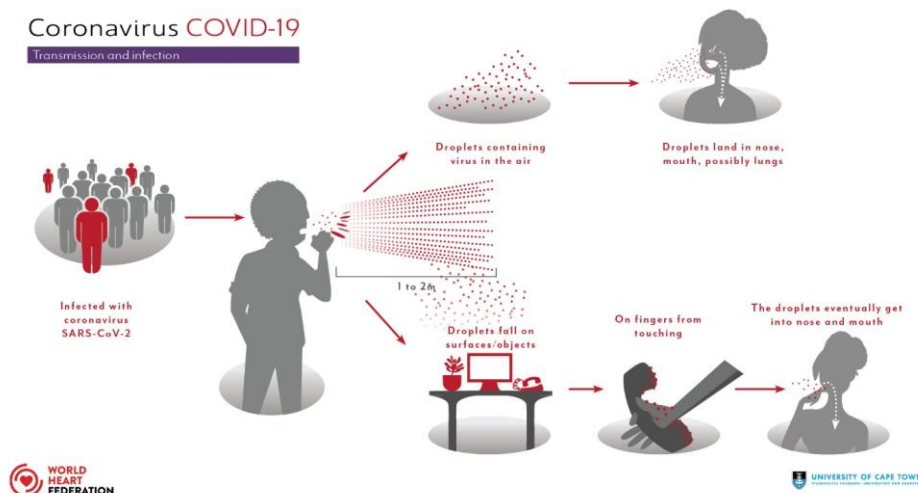 Coronavirus COVID-19
Transmission and infection
Droplets containing
virus in the air
Droplets land in nose,
mouth, possibly lungs
1 to 2m
Infected with
coronavirus
SARS-CoV-2
Droplets fall on
surfaces/objects
On fingers from
touching
The droplets eventually get
into nose and mouth
WORLD
HEART
FEDERATION
UNIVERSITY OF CAPE TOWN